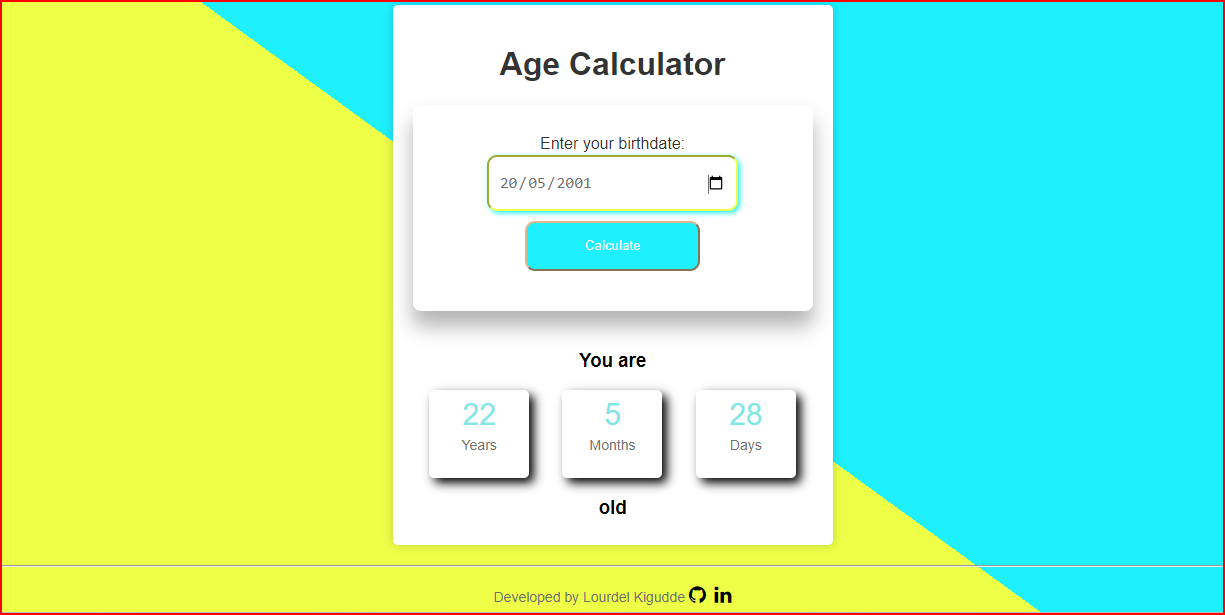 Age Calculator
Enter your birthdate:
20/05/2001
Calculate
You are
22 5 28
Years Months Days
old
Developed by Lourdel Kigudde in